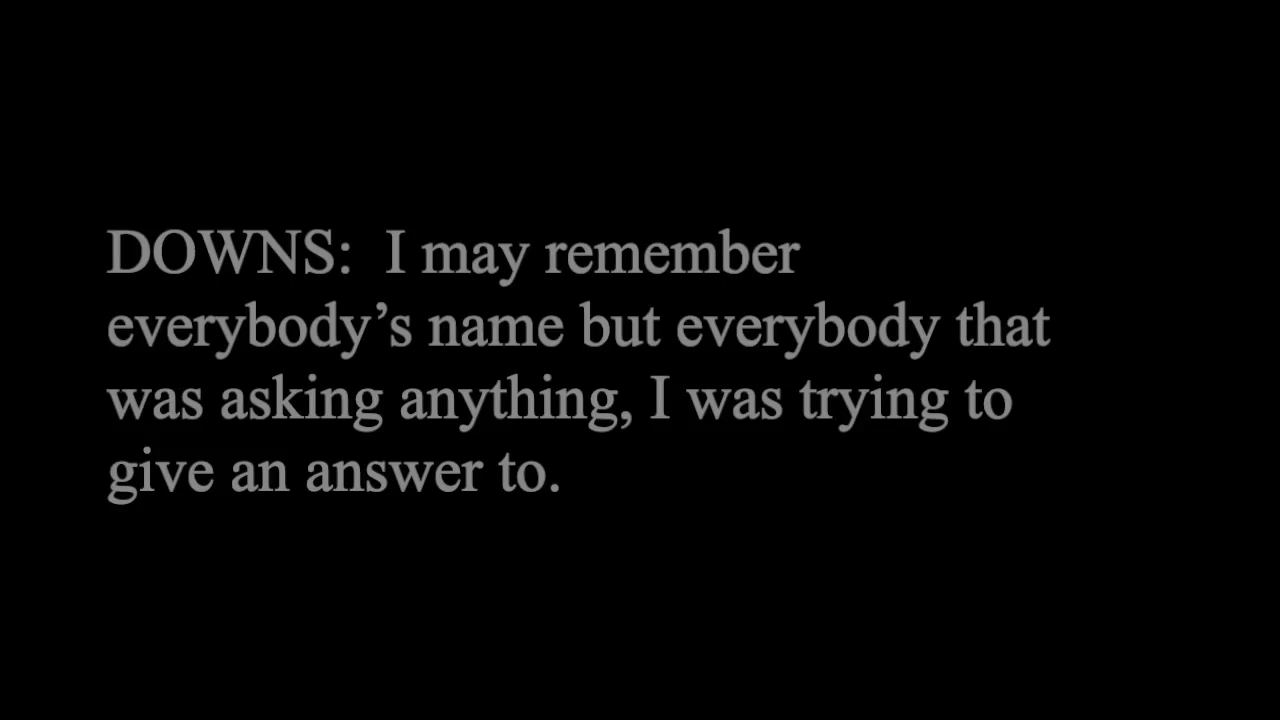 DOWNS:  I may remember
everybody’s name but everybody that
was asking anything, I was trying to
give an answer to.